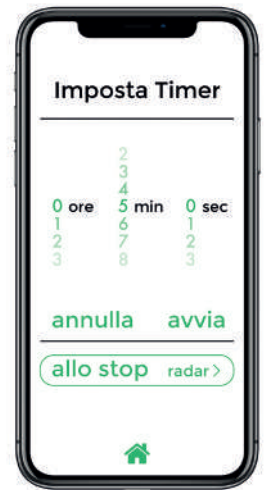 Imposta Timer
2
3
4
0 ore 5 min 0 sec
1 6 1
2 7 2
3 8 3
annulla avvia
allo stop radar >